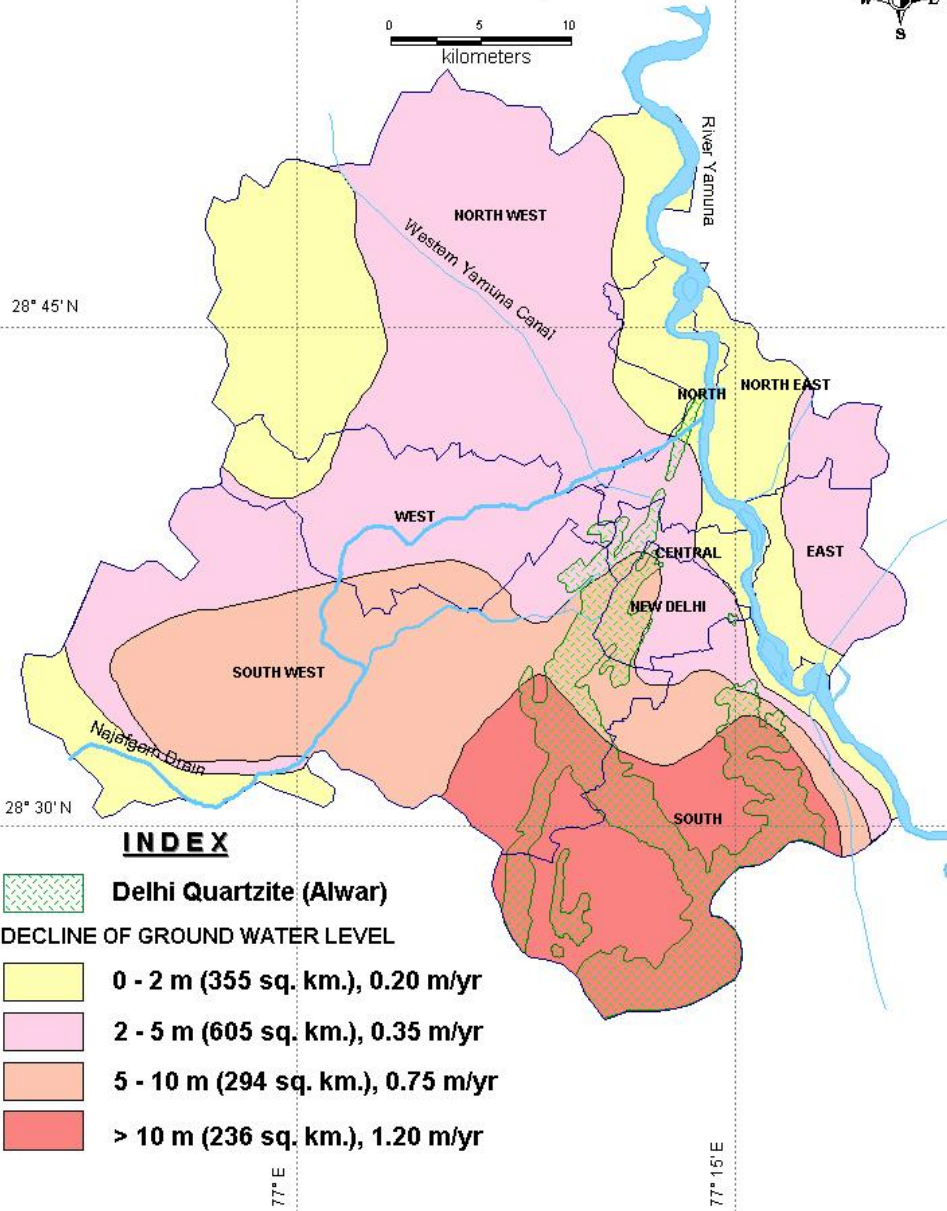 0 5 10
kilometers
W E
S
River Yamuna
NORTH WEST
Western Yamuna Canal
28° 45' N
NORTH EAST
NORTH
WEST
CENTRAL
EAST
NEW DELHI
SOUTH WEST
Najafgarh Drain
28° 30' N
SOUTH
INDEX
Delhi Quartzite (Alwar)
DECLINE OF GROUND WATER LEVEL
0 - 2 m (355 sq. km.), 0.20 m/yr
2 - 5 m (605 sq. km.), 0.35 m/yr
5 - 10 m (294 sq. km.), 0.75 m/yr
> 10 m (236 sq. km.), 1.20 m/yr
77° E
77° 15' E